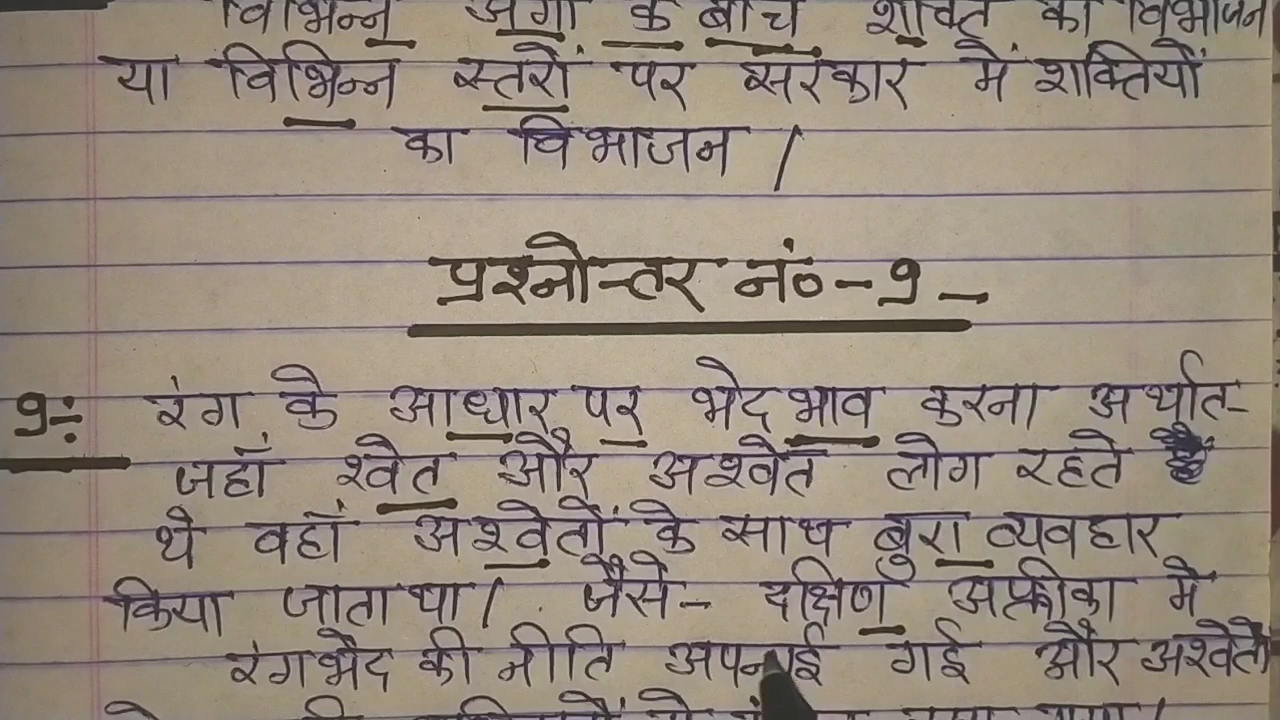 विभिन्न अंगों के बीच शक्ति का विभाजन
या विभिन्न स्तरों पर सरकार में शक्तियों
का विभाजन /
प्रश्नोत्तर नं०-9-
9÷ रंग के आधार पर भेदभाव करना अर्थात-
जहाँ श्वेत और अश्वेत लोग रहते
थे वहाँ अश्वेतों के साथ बुरा व्यवहार
किया जाता था/ जैसे- दक्षिण अफ्रीका में
रंगभेद की नीति अपनाई गई और अश्वेतों